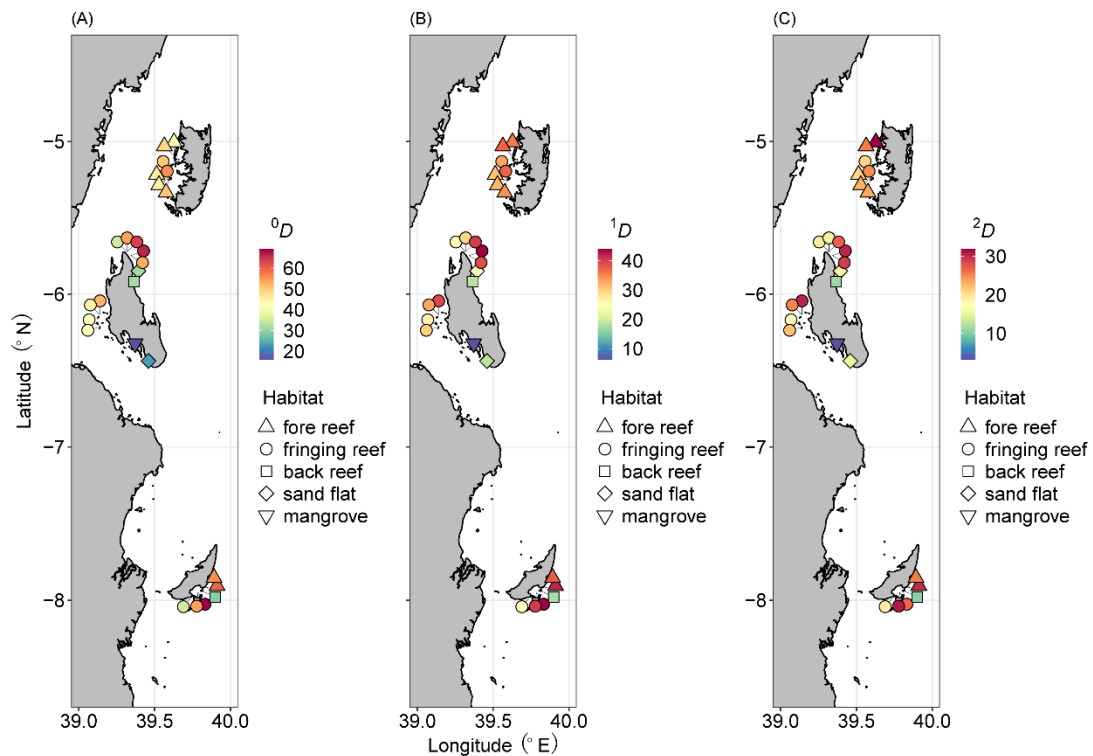 (A)
(B)
(C)
−5
−6
−7
−8
Latitude (° N)
39.0 39.5 40.0
⁰D
60
50
40
30
20
Habitat
fore reef
fringing reef
back reef
sand flat
mangrove
39.0 39.5 40.0
¹D
40
30
20
10
Habitat
fore reef
fringing reef
back reef
sand flat
mangrove
39.0 39.5 40.0
²D
30
20
10
Habitat
fore reef
fringing reef
back reef
sand flat
mangrove
Longitude (° E)